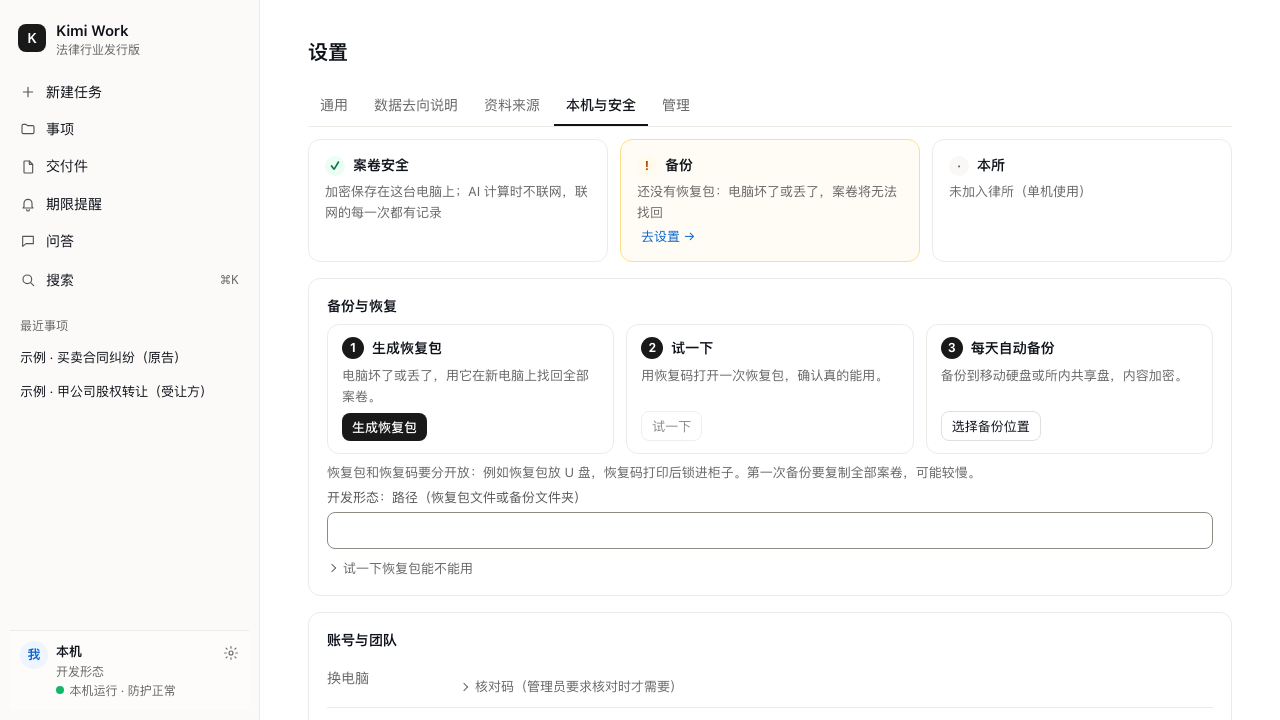 K
Kimi Work
法律行业发行版
新建任务
事项
交付件
期限提醒
问答
搜索
⌘K
最近事项
示例 · 买卖合同纠纷（原告）
示例 · 甲公司股权转让（受让方）
我
本机
开发形态
本机运行 · 防护正常
设置
通用
数据去向说明
资料来源
本机与安全
管理
案卷安全
加密保存在这台电脑上；AI 计算时不联网，联
网的每一次都有记录
!
备份
还没有恢复包：电脑坏了或丢了，案卷将无法
找回
去设置 →
·
本所
未加入律所（单机使用）
备份与恢复
1
生成恢复包
电脑坏了或丢了，用它在新电脑上找回全部
案卷。
生成恢复包
2
试一下
用恢复码打开一次恢复包，确认真的能用。
试一下
3
每天自动备份
备份到移动硬盘或所内共享盘，内容加密。
选择备份位置
恢复包和恢复码要分开放：例如恢复包放 U 盘，恢复码打印后锁进柜子。第一次备份要复制全部案卷，可能较慢。
开发形态：路径（恢复包文件或备份文件夹）
试一下恢复包能不能用
账号与团队
换电脑
核对码（管理员要求核对时才需要）